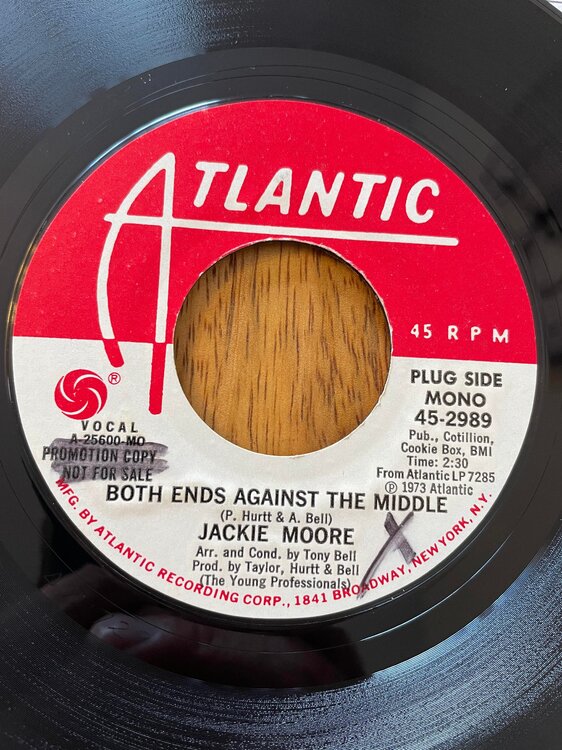 ATLANTIC
45 RPM
®
VOCAL
A-25600-MO
PROMOTION COPY
NOT FOR SALE
PLUG SIDE
MONO
45-2989
Pub., Cotillion,
Cookie Box, BMI
Time: 2:30
From Atlantic LP 7285
℗ 1973 Atlantic
BOTH ENDS AGAINST THE MIDDLE
(P. Hurtt & A. Bell)
JACKIE MOORE
Arr. and Cond. by Tony Bell
Prod. by Taylor, Hurtt & Bell
(The Young Professionals)
X
MFG. BY ATLANTIC RECORDING CORP., 1841 BROADWAY, NEW YORK, N.Y.